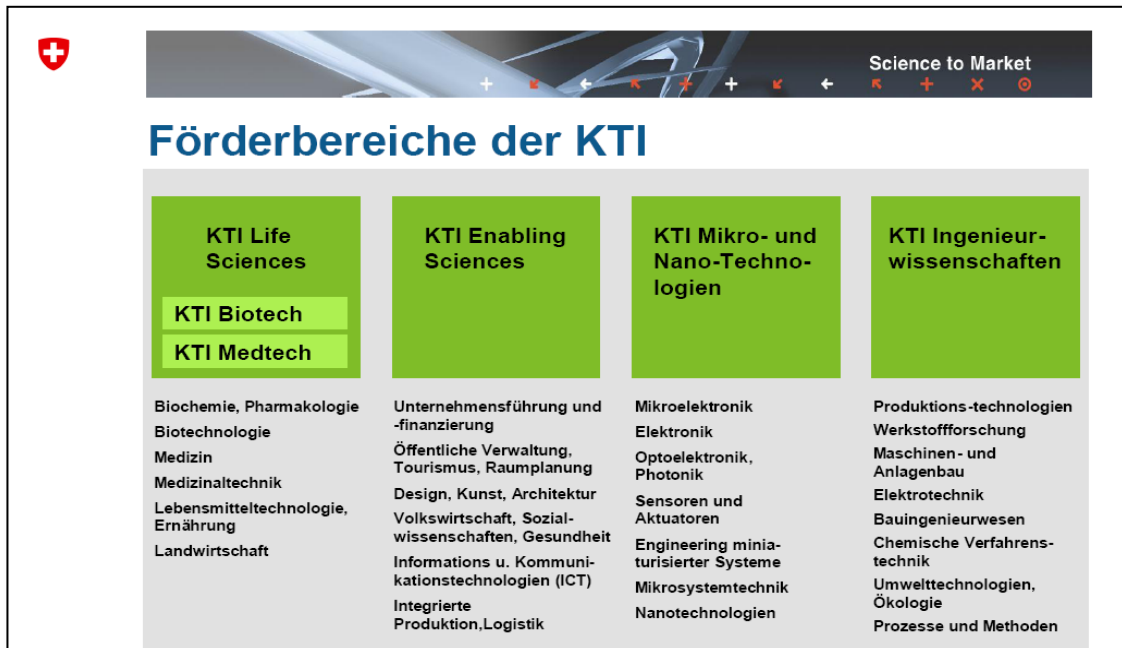 Science to Market
Förderbereiche der KTI
KTI Life
Sciences
KTI Biotech
KTI Medtech
Biochemie, Pharmakologie
Biotechnologie
Medizin
Medizinaltechnik
Lebensmitteltechnologie,
Ernährung
Landwirtschaft
KTI Enabling
Sciences
Unternehmensführung und
-finanzierung
Öffentliche Verwaltung,
Tourismus, Raumplanung
Design, Kunst, Architektur
Volkswirtschaft, Sozial-
wissenschaften, Gesundheit
Informations u. Kommuni-
kationstechnologien (ICT)
Integrierte
Produktion,Logistik
KTI Mikro- und
Nano-Techno-
logien
Mikroelektronik
Elektronik
Optoelektronik,
Photonik
Sensoren und
Aktuatoren
Engineering minia-
turisierter Systeme
Mikrosystemtechnik
Nanotechnologien
KTI Ingenieur-
wissenschaften
Produktions-technologien
Werkstoffforschung
Maschinen- und
Anlagenbau
Elektrotechnik
Bauingenieurwesen
Chemische Verfahrens-
technik
Umwelttechnologien,
Ökologie
Prozesse und Methoden